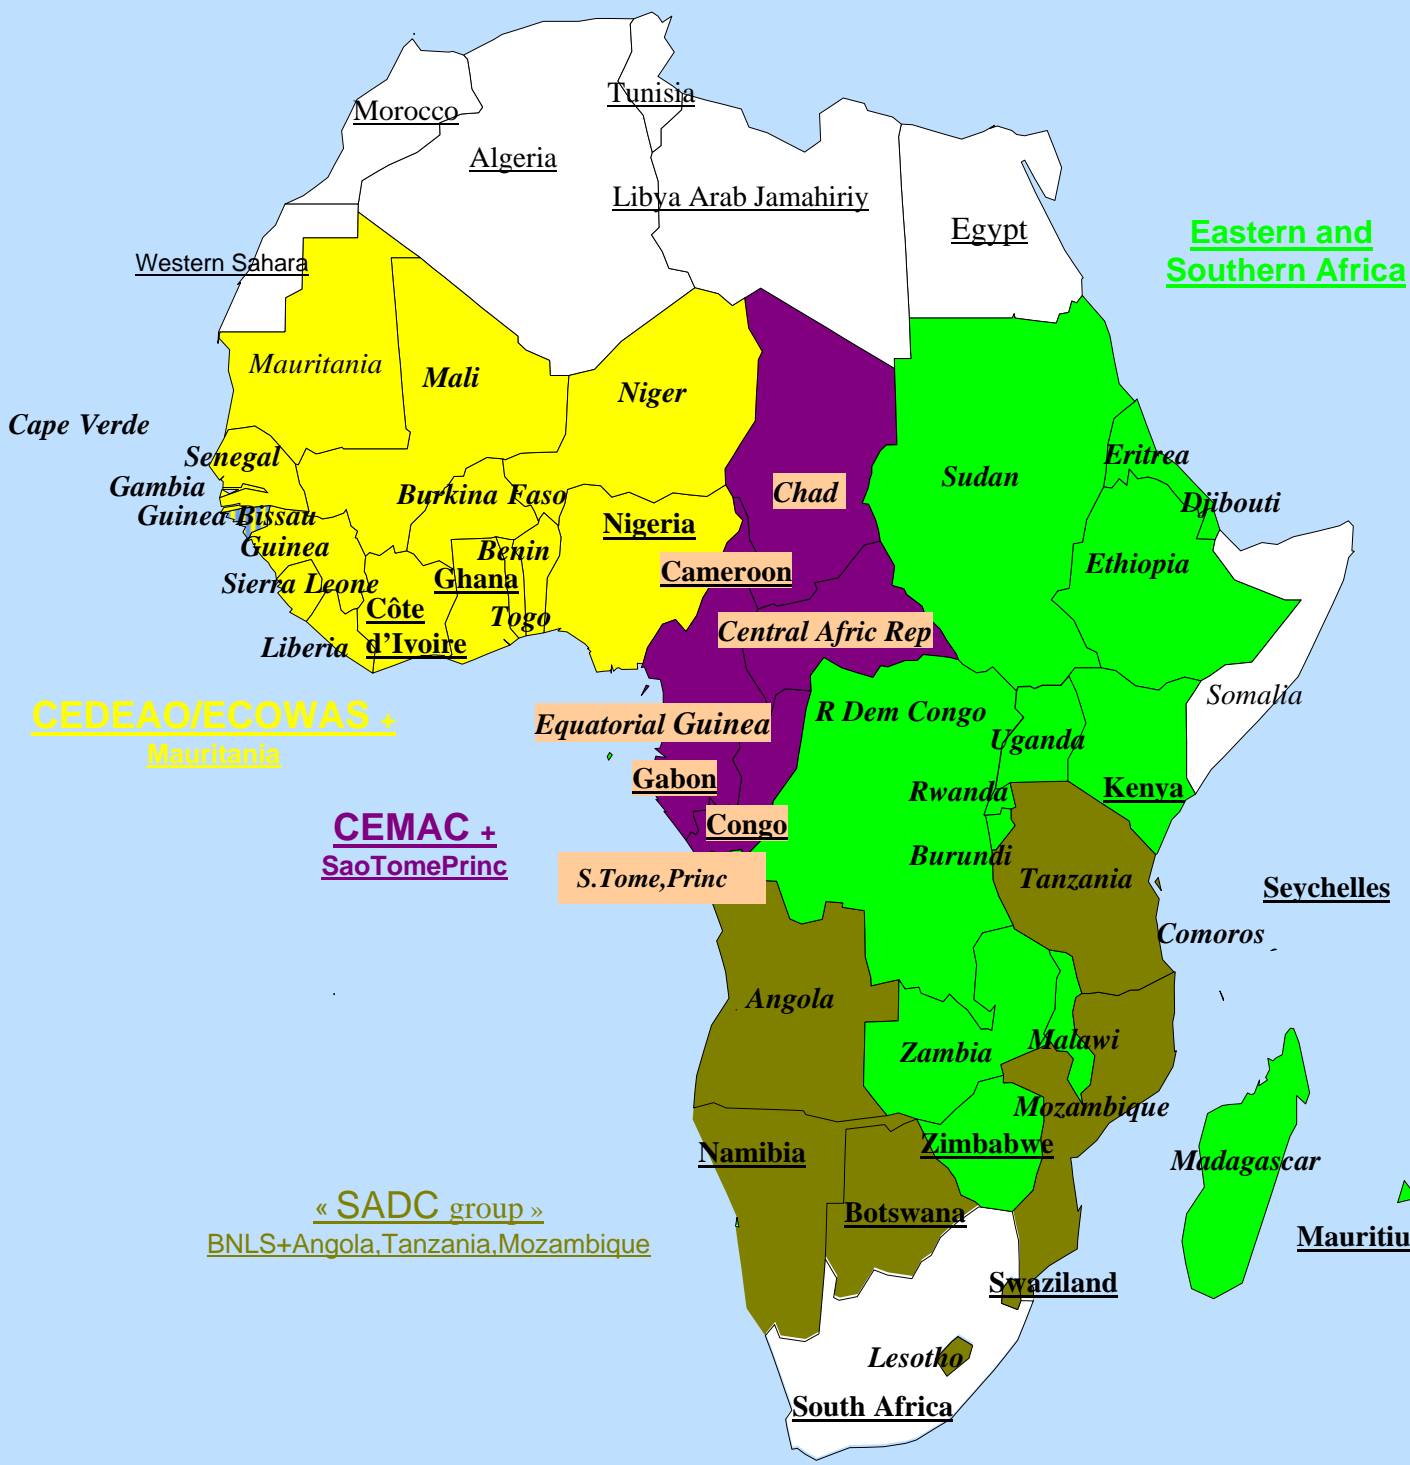 Tunisia
Morocco
Algeria
Libya Arab Jamahiriy
Egypt
Eastern and
Southern Africa
Western Sahara
Mauritania
Mali
Niger
Cape Verde
Senegal
Eritrea
Sudan
Gambia
Burkina Faso
Chad
Djibouti
Guinea Bissau
Nigeria
Guinea
Benin
Ethiopia
Cameroon
Sierra Leone
Ghana
Côte
d’Ivoire
Togo
Central Afric Rep
Liberia
Somalia
CEDEAO/ECOWAS +
Mauritania
R Dem Congo
Equatorial Guinea
Uganda
Gabon
Rwanda
Kenya
CEMAC +
SaoTomePrinc
Congo
Burundi
S.Tome,Princ
Tanzania
Seychelles
Comoros
Angola
Malawi
Zambia
Mozambique
Zimbabwe
Namibia
Madagascar
« SADC group »
BNLS+Angola,Tanzania,Mozambique
Botswana
Mauritiu
Swaziland
Lesotho
South Africa